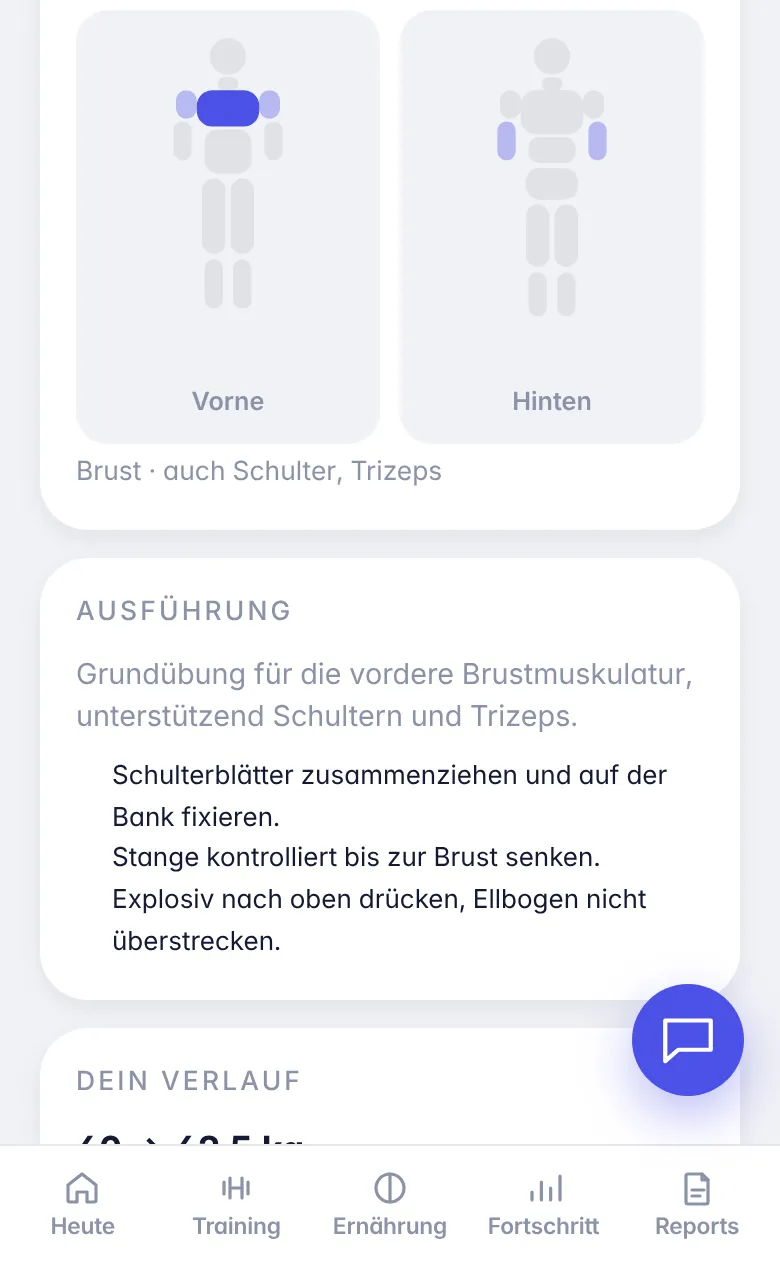 Vorne
Hinten
Brust · auch Schulter, Trizeps
AUSFÜHRUNG
Grundübung für die vordere Brustmuskulatur,
unterstützend Schultern und Trizeps.
Schulterblätter zusammenziehen und auf der
Bank fixieren.
Stange kontrolliert bis zur Brust senken.
Explosiv nach oben drücken, Ellbogen nicht
überstrecken.
DEIN VERLAUF
Heute
Training
Ernährung
Fortschritt
Reports